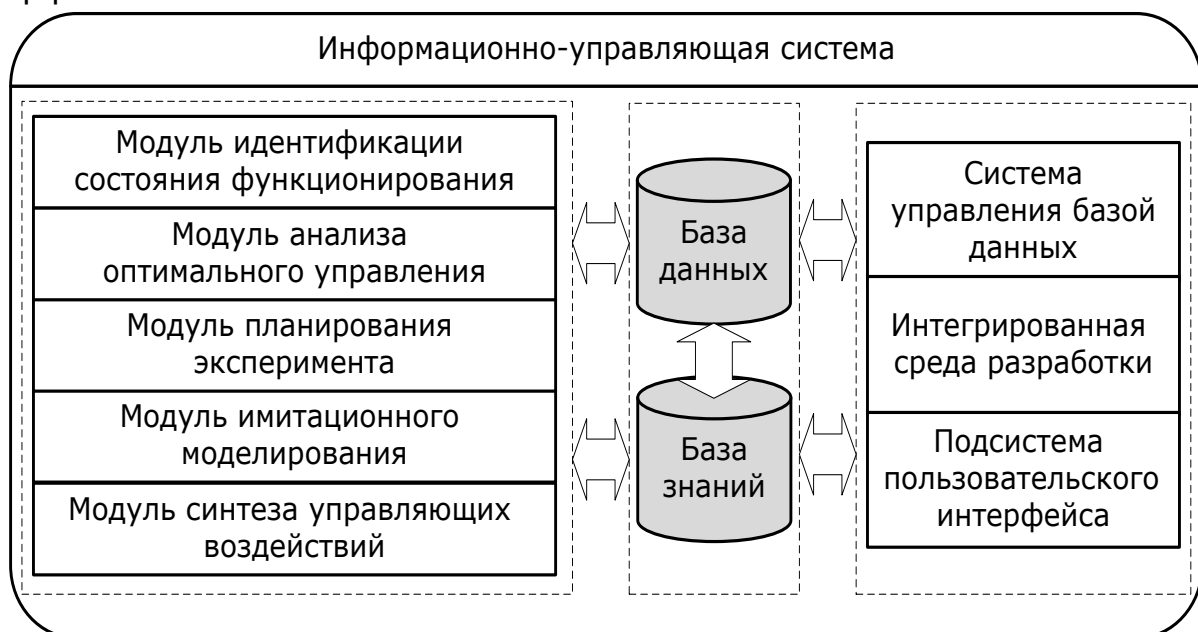 Информационно-управляющая система
Модуль идентификации
состояния функционирования
Модуль анализа
оптимального управления
Модуль планирования
эксперимента
Модуль имитационного
моделирования
Модуль синтеза управляющих
воздействий
База
данных
База
знаний
Система
управления базой
данных
Интегрированная
среда разработки
Подсистема
пользовательского
интерфейса